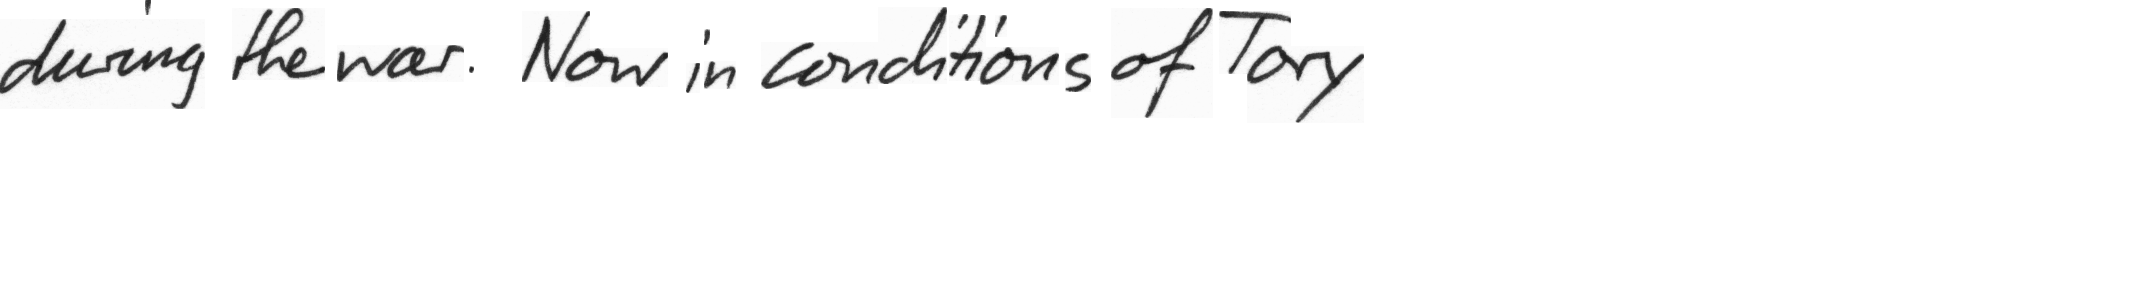 during the war. Now in conditions of Tory